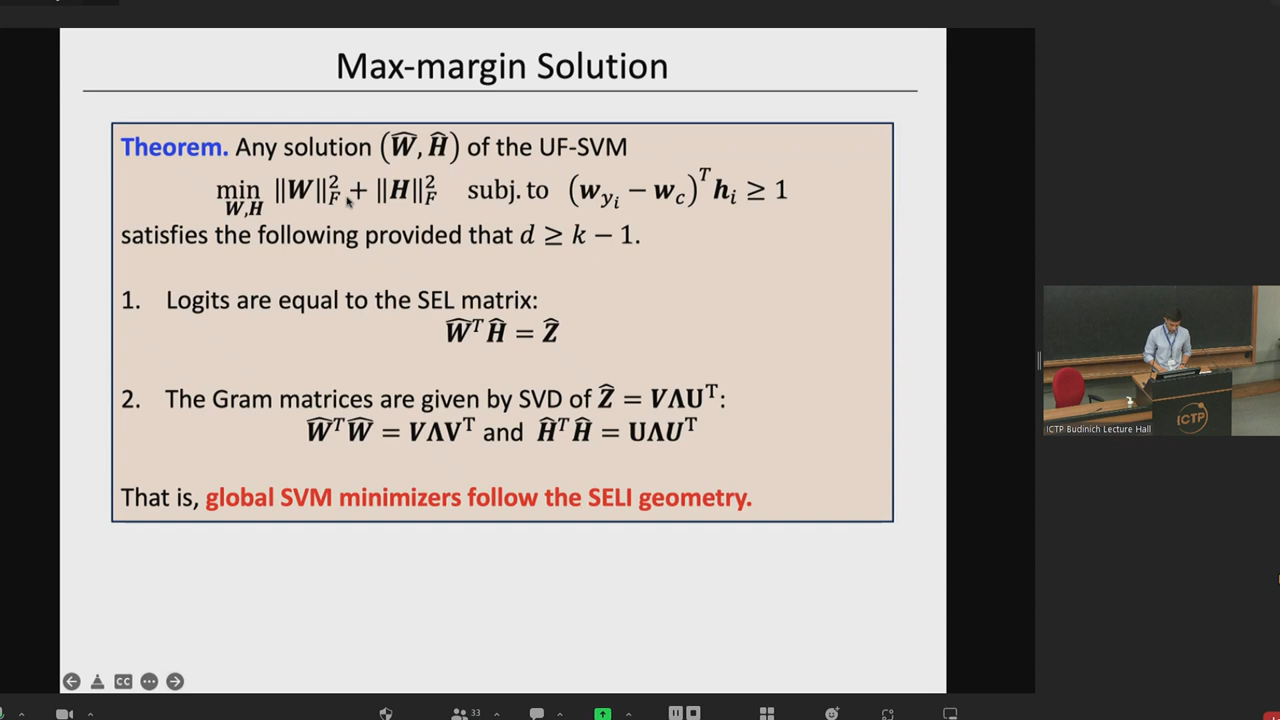 Max-margin Solution
Theorem. Any solution (Ŵ, Ĥ) of the UF-SVM
min_{W,H} ‖W‖²_F + ‖H‖²_F subj. to (w_{y_i} − w_c)^T h_i ≥ 1
satisfies the following provided that d ≥ k − 1.
1. Logits are equal to the SEL matrix:
Ŵ^T Ĥ = Ẑ
2. The Gram matrices are given by SVD of Ẑ = VΛU^T:
Ŵ^T Ŵ = VΛV^T and Ĥ^T Ĥ = UΛU^T
That is, global SVM minimizers follow the SELI geometry.
ICTP
ICTP Budinich Lecture Hall
CC
33